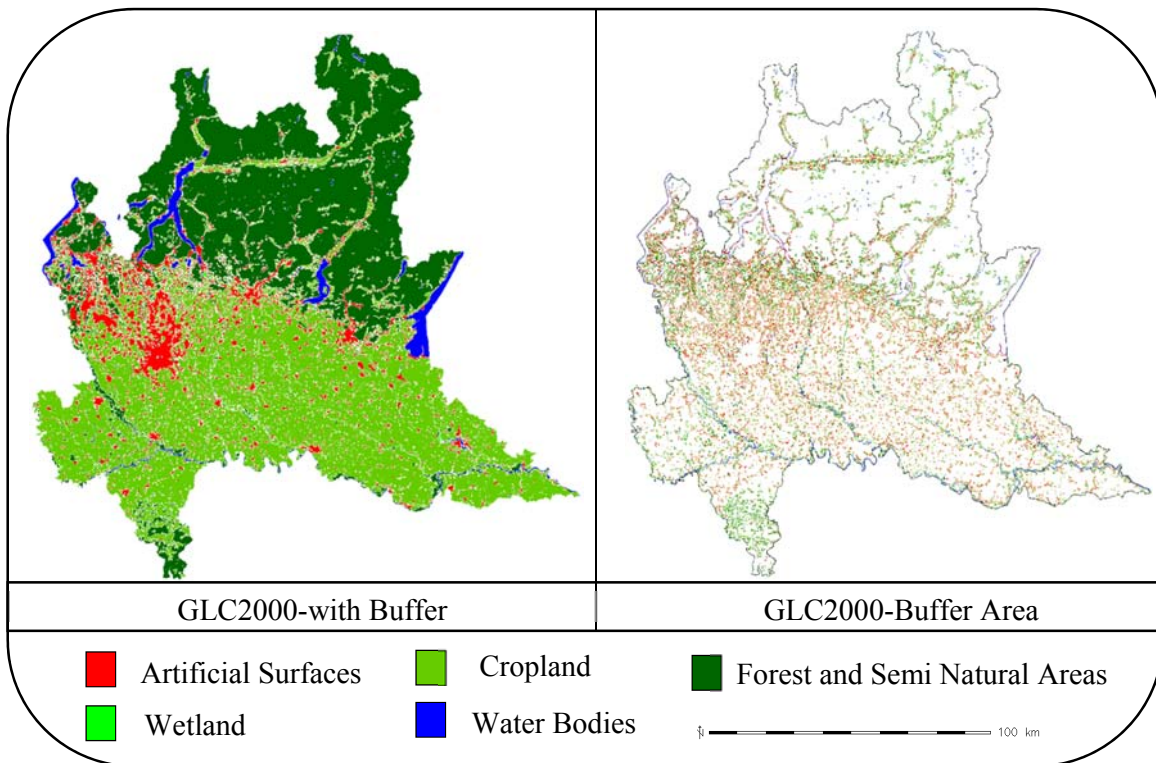 GLC2000-with Buffer
GLC2000-Buffer Area
Artificial Surfaces
Cropland
Forest and Semi Natural Areas
Wetland
Water Bodies
N
100 km